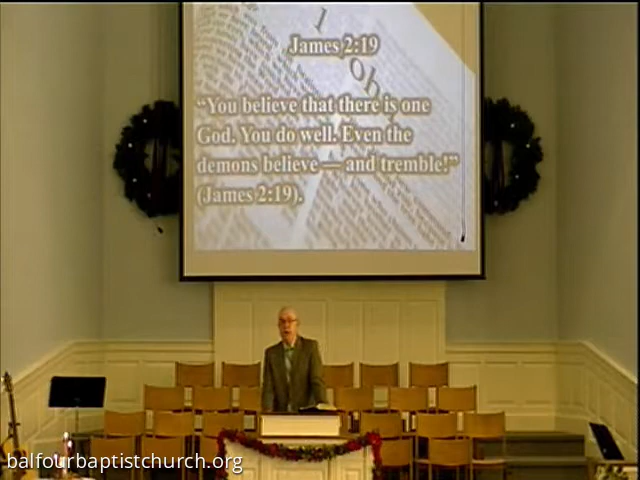 James 2:19
"You believe that there is one
God. You do well. Even the
demons believe — and tremble!"
(James 2:19).
balfourbaptistchurch.org